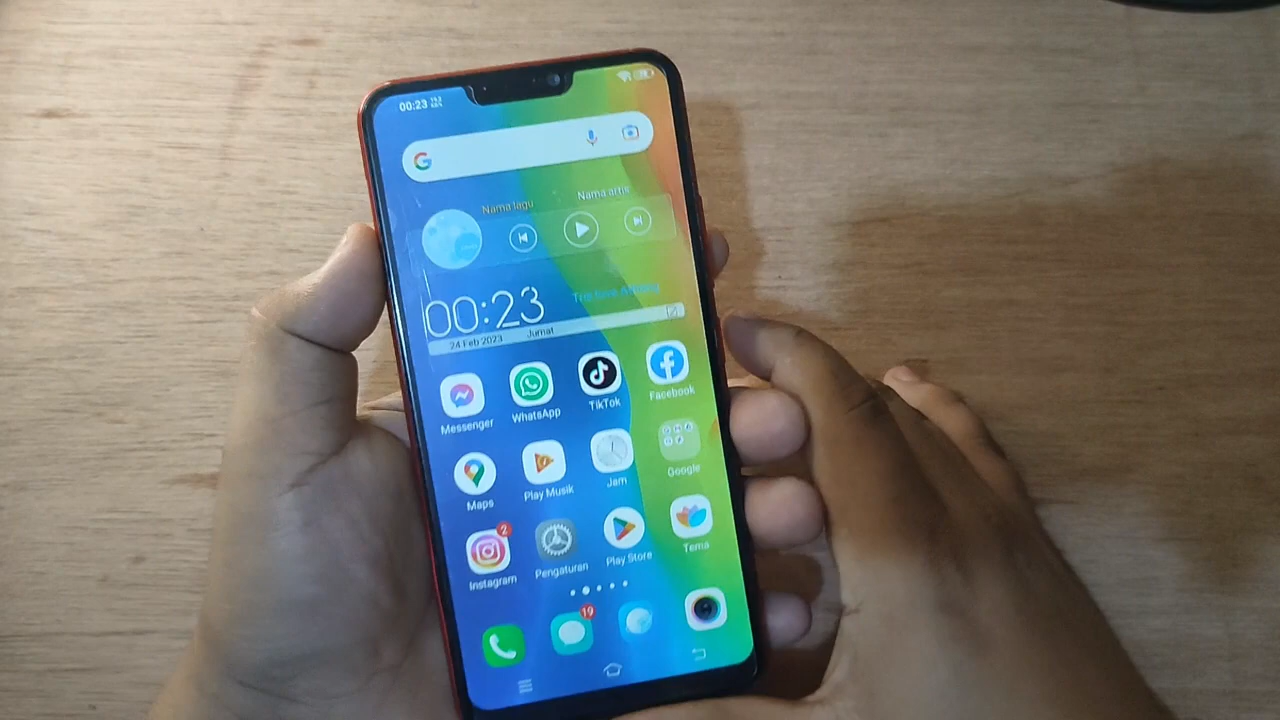 00:23
G
Nama lagu
Nama artis
00:23
24 Feb 2023
Jumat
Messenger
WhatsApp
TikTok
Facebook
Maps
Play Musik
Jam
Google
2
Instagram
Pengaturan
Play Store
Tema
19